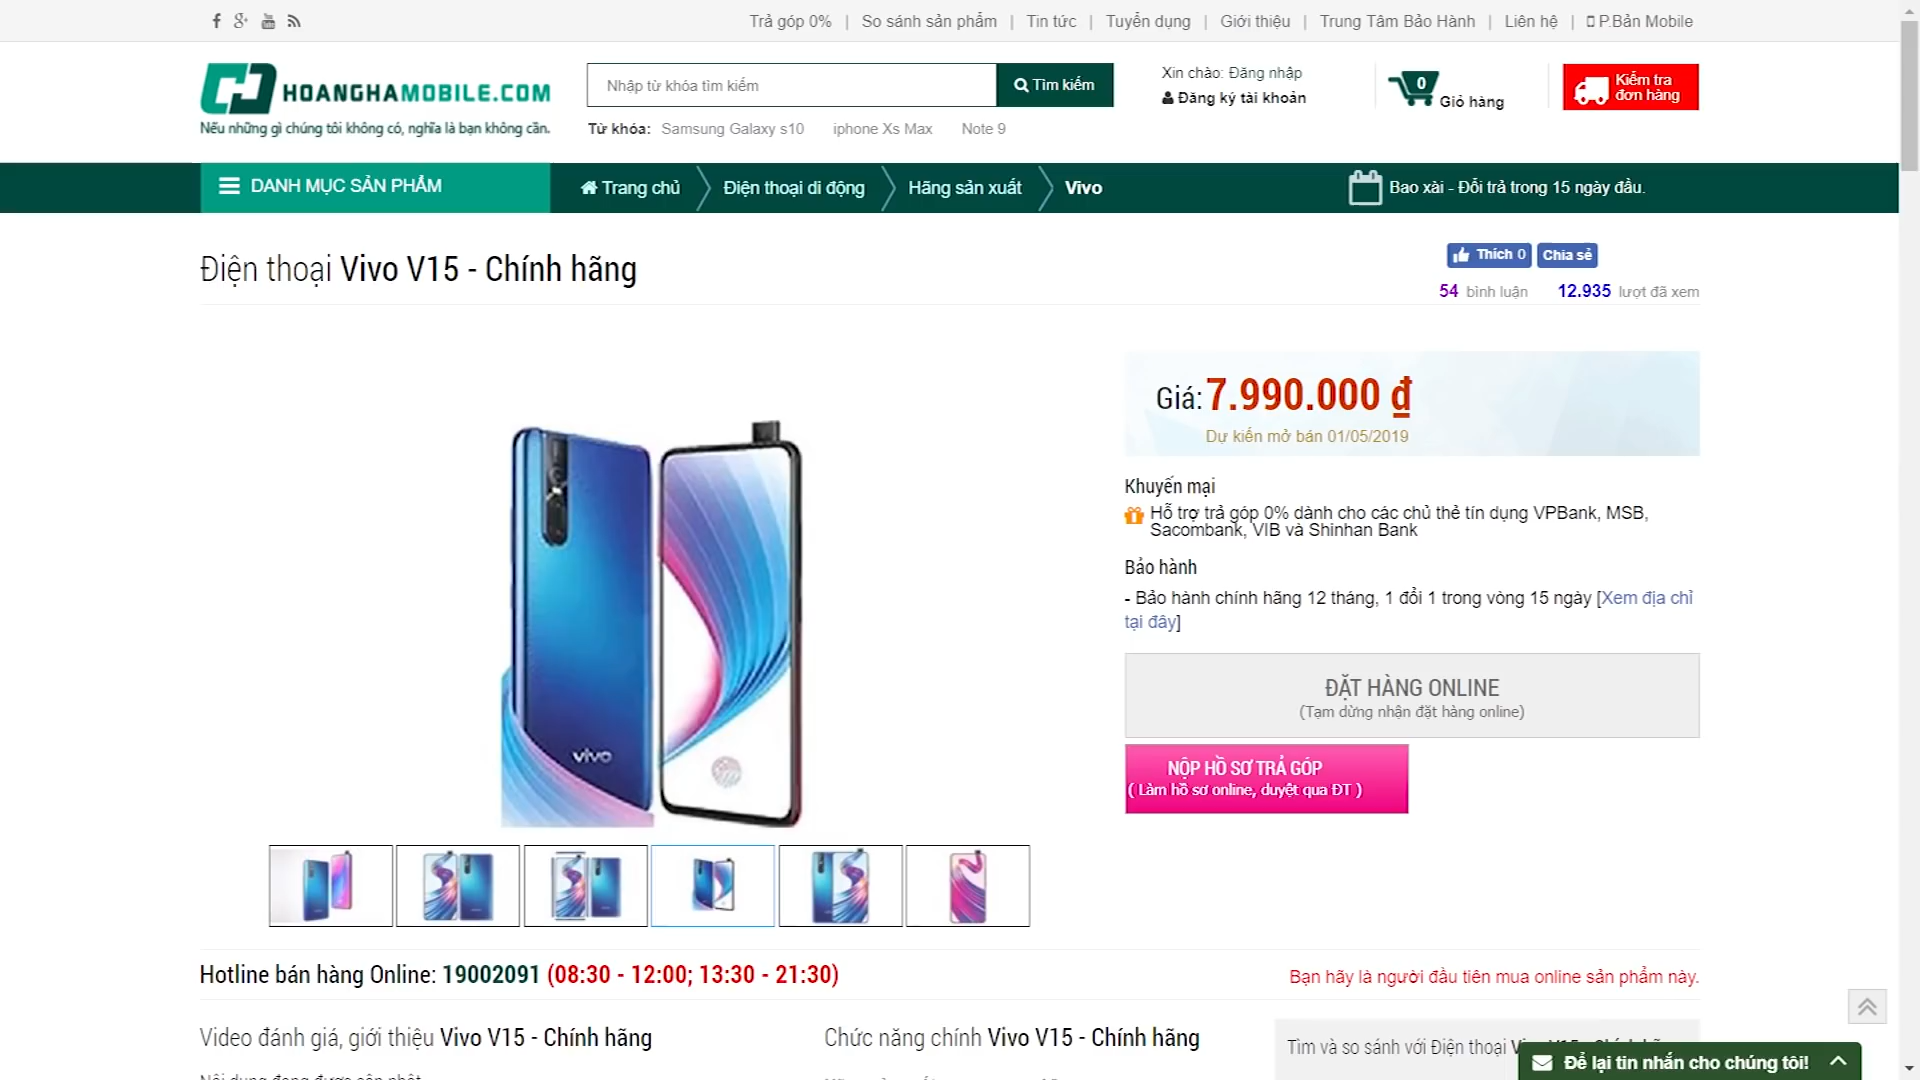 Trả góp 0% | So sánh sản phẩm | Tin tức | Tuyển dụng | Giới thiệu | Trung Tâm Bảo Hành | Liên hệ | P.Bản Mobile
HOANGHAMOBILE.COM
Nếu những gì chúng tôi không có, nghĩa là bạn không cần.
Nhập từ khóa tìm kiếm
Tìm kiếm
Từ khóa: Samsung Galaxy s10 iphone Xs Max Note 9
Xin chào: Đăng nhập
Đăng ký tài khoản
0 Giỏ hàng
Kiểm tra
đơn hàng
DANH MỤC SẢN PHẨM
Trang chủ Điện thoại di động Hãng sản xuất Vivo
Bao xài - Đổi trả trong 15 ngày đầu.
Điện thoại Vivo V15 - Chính hãng
Thích 0 Chia sẻ
54 bình luận 12.935 lượt đã xem
Giá: 7.990.000 ₫
Dự kiến mở bán 01/05/2019
Khuyến mại
Hỗ trợ trả góp 0% dành cho các chủ thẻ tín dụng VPBank, MSB,
Sacombank, VIB và Shinhan Bank
Bảo hành
- Bảo hành chính hãng 12 tháng, 1 đổi 1 trong vòng 15 ngày [Xem địa chỉ
tại đây]
ĐẶT HÀNG ONLINE
(Tạm dừng nhận đặt hàng online)
NỘP HỒ SƠ TRẢ GÓP
( Làm hồ sơ online, duyệt qua ĐT )
vivo
Hotline bán hàng Online: 19002091 (08:30 - 12:00; 13:30 - 21:30)
Bạn hãy là người đầu tiên mua online sản phẩm này.
Video đánh giá, giới thiệu Vivo V15 - Chính hãng
Chức năng chính Vivo V15 - Chính hãng
Tìm và so sánh với Điện thoại
Để lại tin nhắn cho chúng tôi!